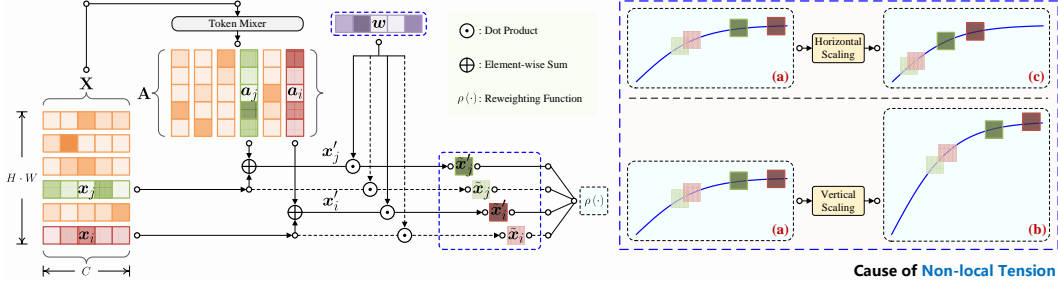 Token Mixer
w
⊙ : Dot Product
⊕ : Element-wise Sum
ρ (·) : Reweighting Function
X
A
a_j
a_i
H · W
x_j
x_i
C
x′_j
x′_i
x̃′_j
x̃_j
x̃′_i
x̃_i
ρ (·)
(a)
Horizontal
Scaling
(c)
(a)
Vertical
Scaling
(b)
Cause of Non-local Tension